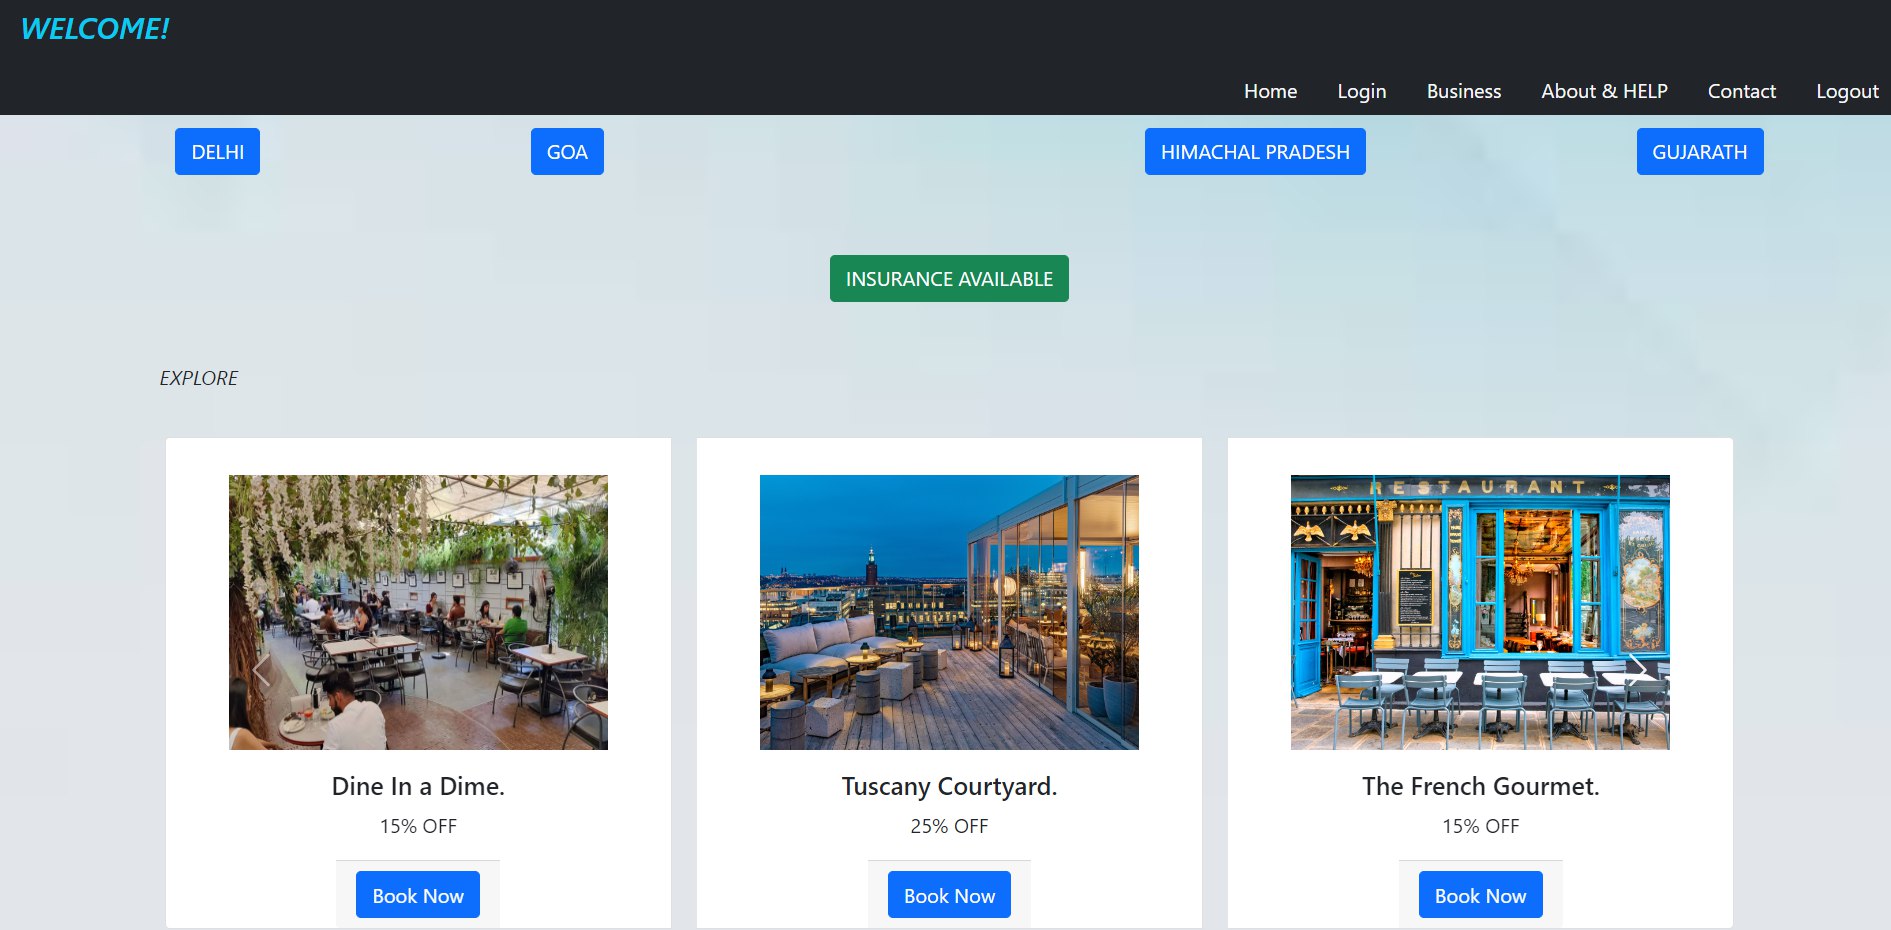 WELCOME!
Home Login Business About & HELP Contact Logout
DELHI GOA HIMACHAL PRADESH GUJARATH
INSURANCE AVAILABLE
EXPLORE
RESTAURANT
Dine In a Dime. Tuscany Courtyard. The French Gourmet.
15% OFF 25% OFF 15% OFF
Book Now Book Now Book Now